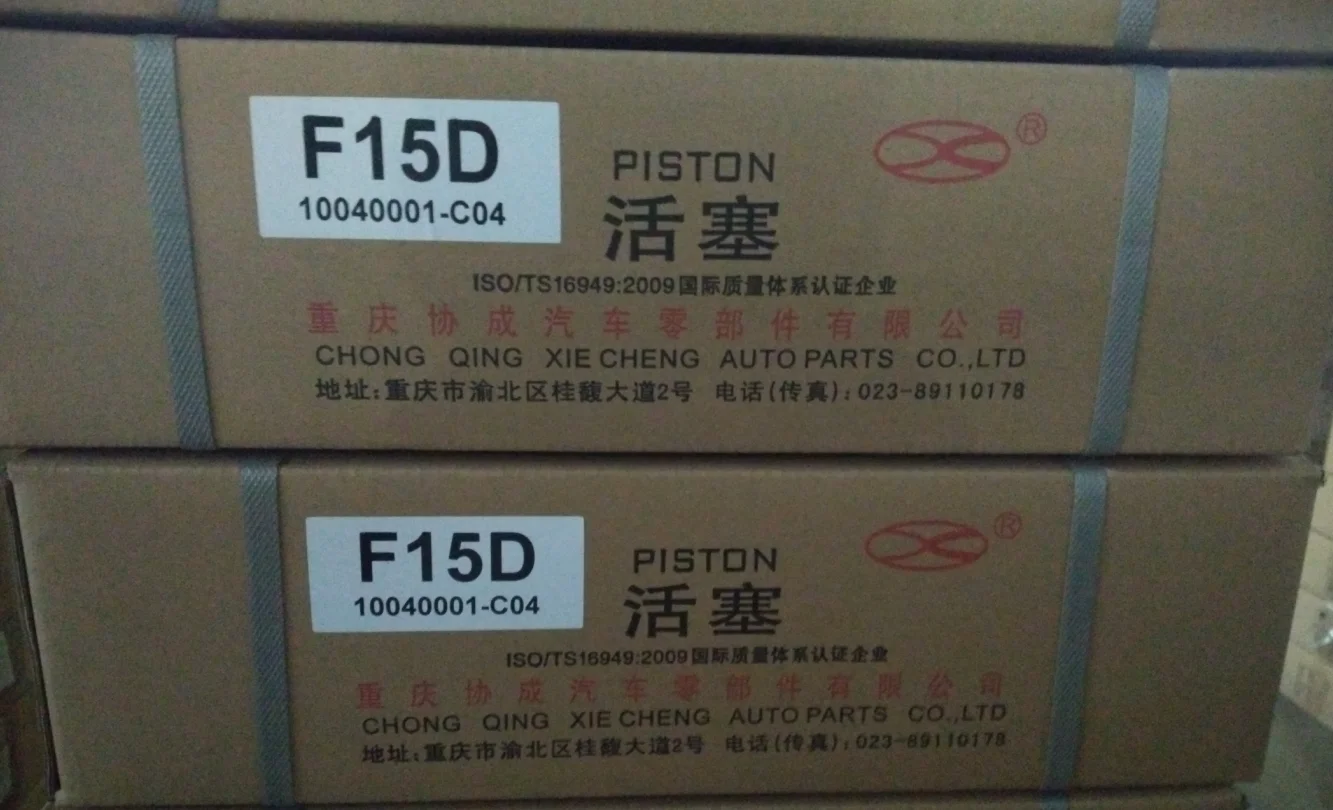 F15D
10040001-C04
PISTON
活塞
®
ISO/TS16949:2009国际质量体系认证企业
重庆协成汽车零部件有限公司
CHONG QING XIE CHENG AUTO PARTS CO.,LTD
地址:重庆市渝北区桂馥大道2号 电话(传真):023-89110178
F15D
10040001-C04
PISTON
活塞
®
ISO/TS16949:2009国际质量体系认证企业
重庆协成汽车零部件有限公司
CHONG QING XIE CHENG AUTO PARTS CO.,LTD
地址:重庆市渝北区桂馥大道2号 电话(传真):023-89110178